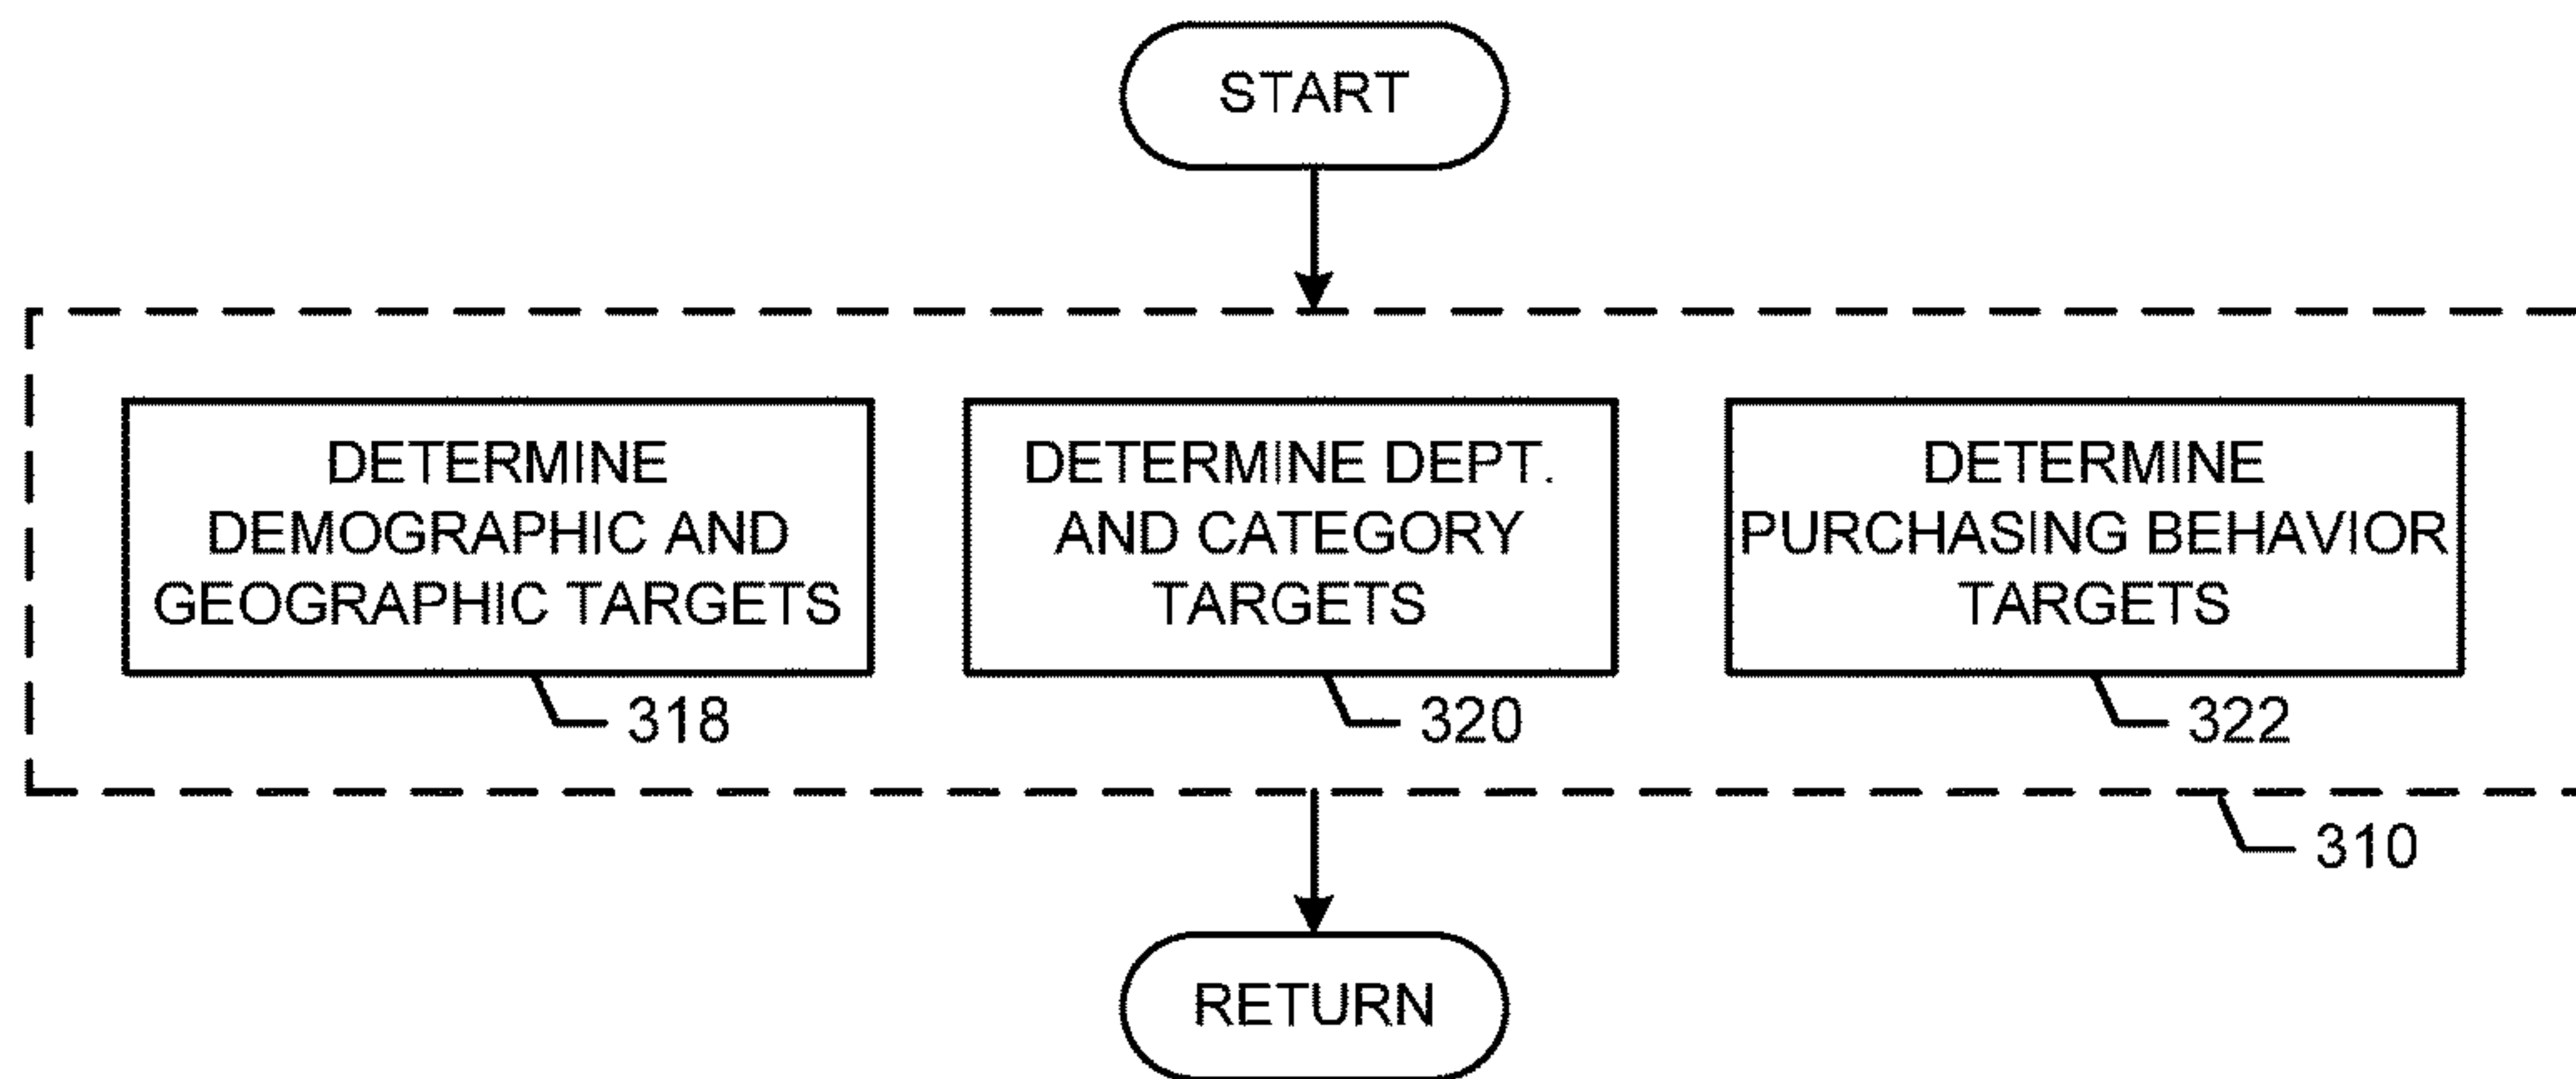 START
DETERMINE
DEMOGRAPHIC AND
GEOGRAPHIC TARGETS
318
DETERMINE DEPT.
AND CATEGORY
TARGETS
320
DETERMINE
PURCHASING BEHAVIOR
TARGETS
322
310
RETURN